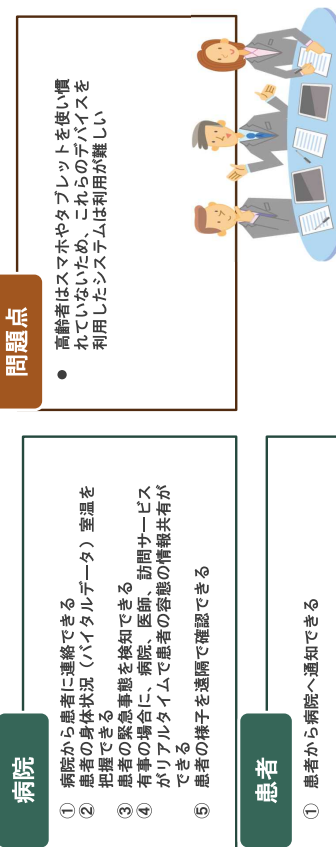 病院
① 病院から患者に連絡できる
② 患者の身体状況（バイタルデータ）室温を
把握できる
③ 患者の緊急事態を検知できる
④ 有事の場合に、病院、医師、訪問サービス
がリアルタイムで患者の容態の情報共有が
できる
⑤ 患者の様子を遠隔で確認できる
患者
① 患者から病院へ通知できる
問題点
● 高齢者はスマホやタブレットを使い慣
れていないため、これらのデバイスを
利用したシステムは利用が難しい